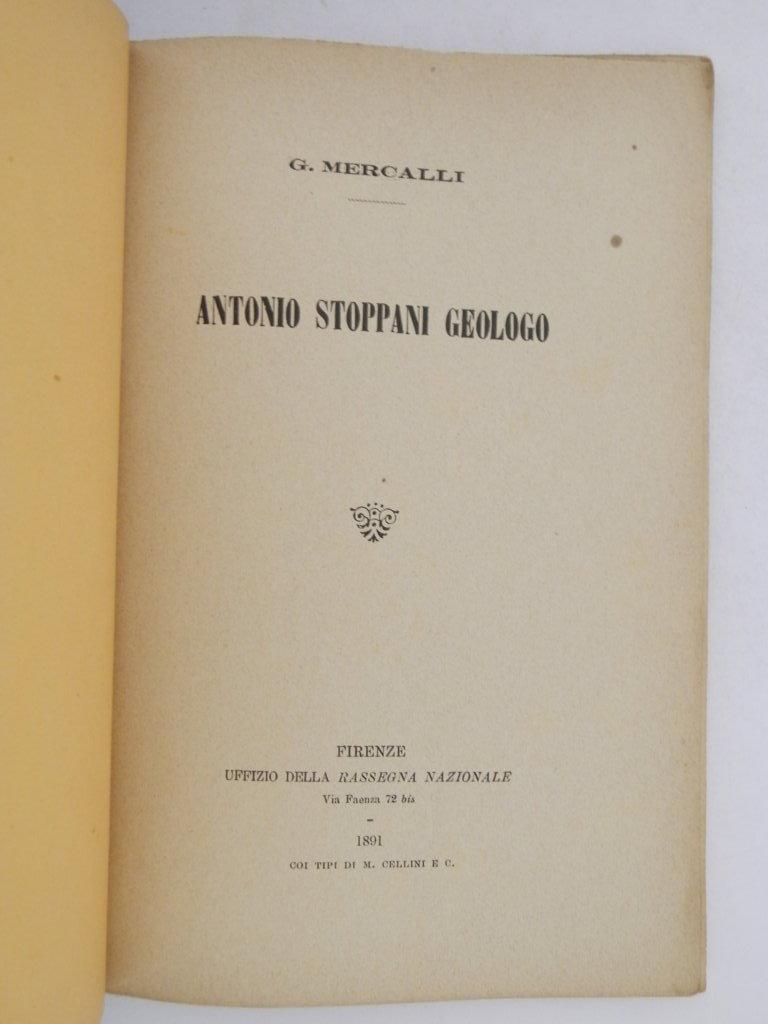 G. MERCALLI
ANTONIO STOPPANI GEOLOGO
FIRENZE
UFFIZIO DELLA RASSEGNA NAZIONALE
Via Faenza 72 bis
-
1891
COI TIPI DI M. CELLINI E C.